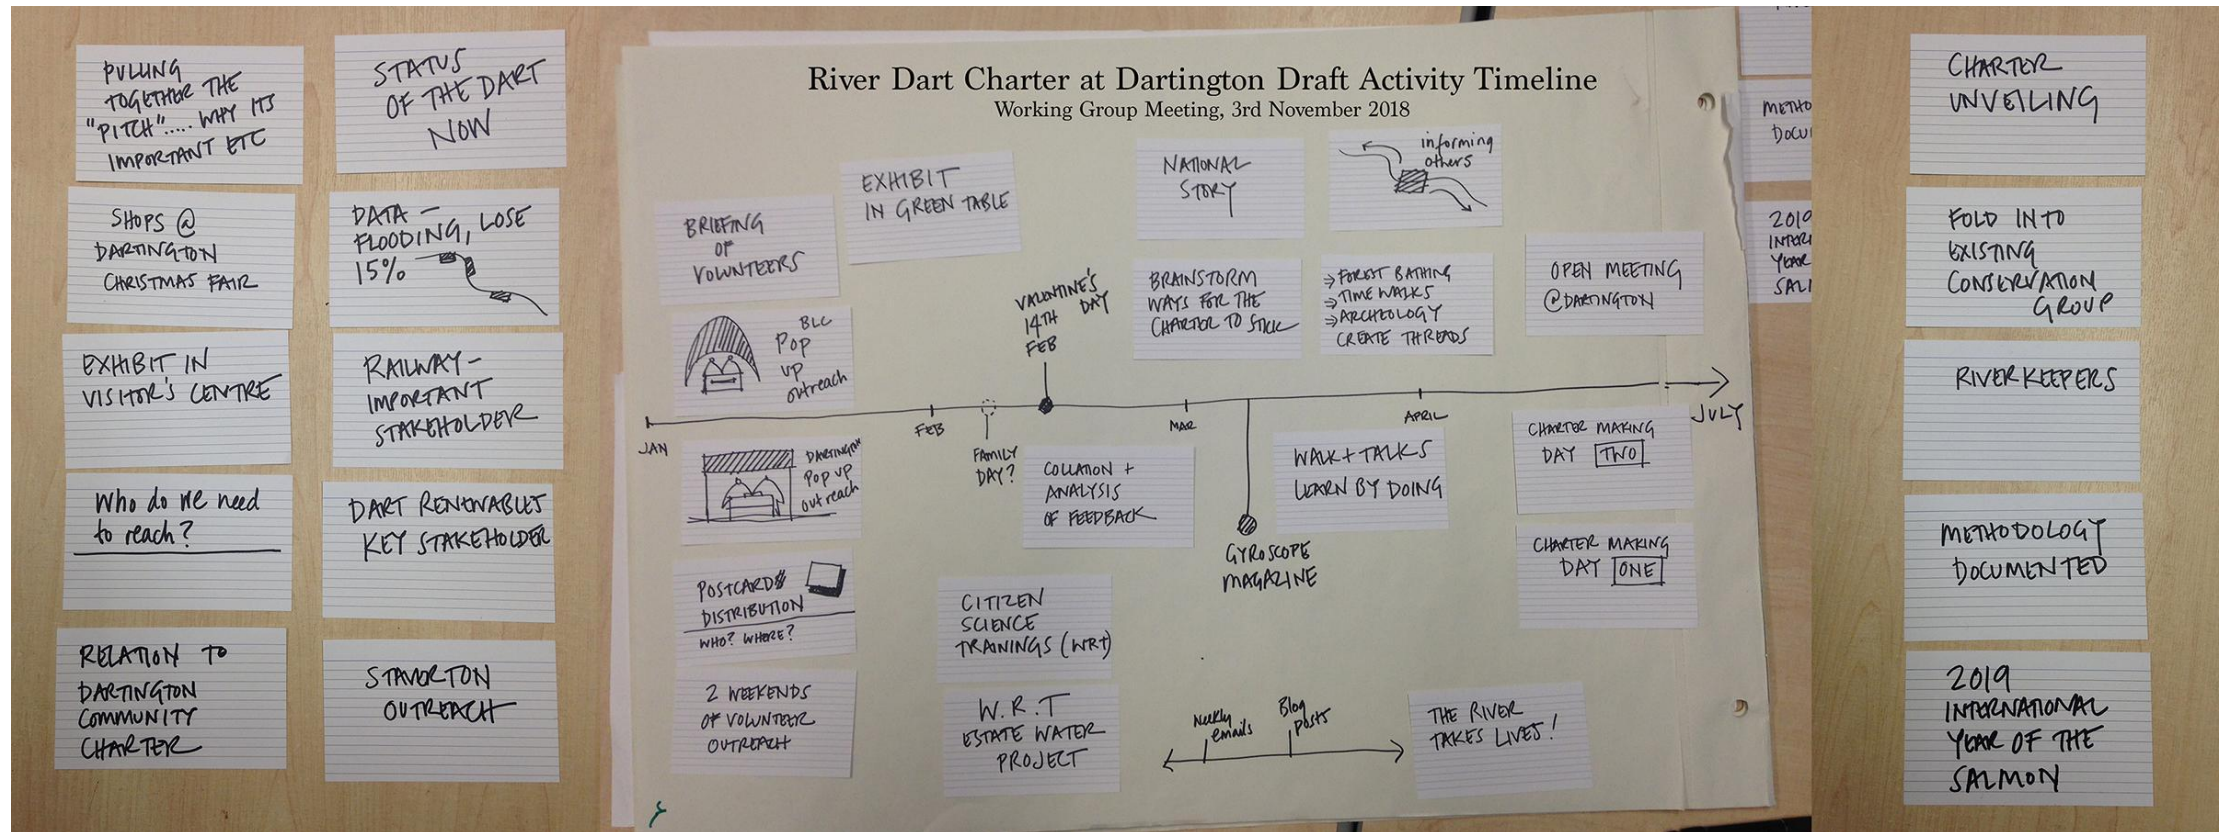 PULLING
TOGETHER THE
"PITCH"..... WHY ITS
IMPORTANT ETC
SHOPS @
DARTINGTON
CHRISTMAS FAIR
EXHIBIT IN
VISITOR'S CENTRE
Who do we need
to reach?
RELATION TO
DARTINGTON
COMMUNITY
CHARTER
STATUS
OF THE DART
NOW
DATA –
FLOODING, LOSE
15%
RAILWAY –
IMPORTANT
STAKEHOLDER
DART RENEWABLES
KEY STAKEHOLDER
STAVERTON
OUTREACH
River Dart Charter at Dartington Draft Activity Timeline
Working Group Meeting, 3rd November 2018
BRIEFING
OF
VOLUNTEERS
EXHIBIT
IN GREEN TABLE
NATIONAL
STORY
informing
others
BLC
Pop
up
outreach
VALENTINE'S
DAY
14TH
FEB
BRAINSTORM
WAYS FOR THE
CHARTER TO STICK
⇒ FOREST BATHING
⇒ TIME WALKS
⇒ ARCHEOLOGY
CREATE THREADS
OPEN MEETING
@DARTINGTON
JAN
FEB
MAR
APRIL
JULY
DARTINGTON
Pop up
outreach
FAMILY
DAY?
COLLATION +
ANALYSIS
OF FEEDBACK
GYROSCOPE
MAGAZINE
WALK + TALKS
LEARN BY DOING
CHARTER MAKING
DAY TWO
CHARTER MAKING
DAY ONE
POSTCARDS
DISTRIBUTION
WHO? WHERE?
2 WEEKENDS
OF VOLUNTEER
OUTREACH
CITIZEN
SCIENCE
TRAININGS (WRT)
W.R.T
ESTATE WATER
PROJECT
Weekly
emails
Blog
posts
THE RIVER
TAKES LIVES!
METHO
DOCU
2019
INTER
YEAR
SAL
CHARTER
UNVEILING
FOLD INTO
EXISTING
CONSERVATION
GROUP
RIVERKEEPERS
METHODOLOGY
DOCUMENTED
2019
INTERNATIONAL
YEAR OF THE
SALMON